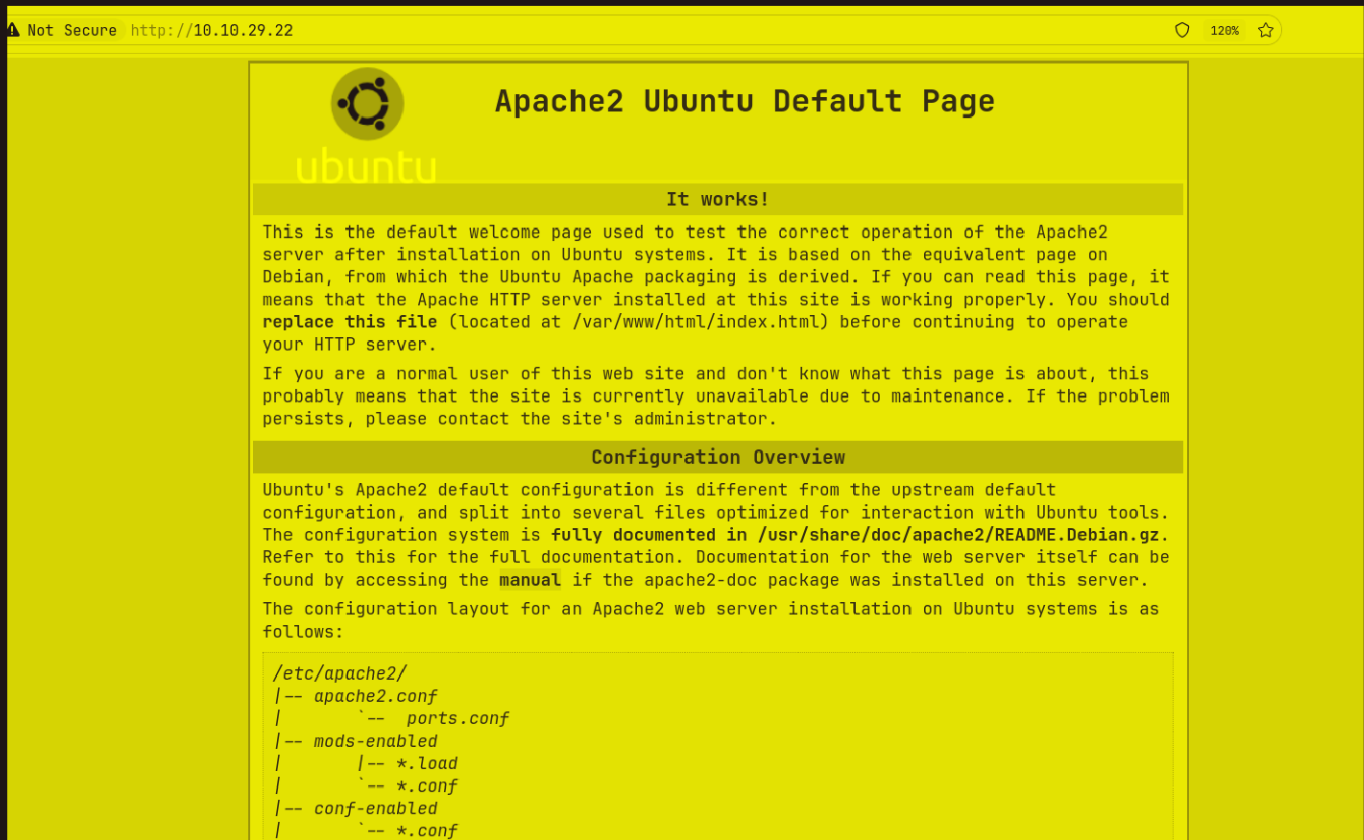 Not Secure http://10.10.29.22 120%
Apache2 Ubuntu Default Page
ubuntu
It works!
This is the default welcome page used to test the correct operation of the Apache2
server after installation on Ubuntu systems. It is based on the equivalent page on
Debian, from which the Ubuntu Apache packaging is derived. If you can read this page, it
means that the Apache HTTP server installed at this site is working properly. You should
replace this file (located at /var/www/html/index.html) before continuing to operate
your HTTP server.
If you are a normal user of this web site and don't know what this page is about, this
probably means that the site is currently unavailable due to maintenance. If the problem
persists, please contact the site's administrator.
Configuration Overview
Ubuntu's Apache2 default configuration is different from the upstream default
configuration, and split into several files optimized for interaction with Ubuntu tools.
The configuration system is fully documented in /usr/share/doc/apache2/README.Debian.gz.
Refer to this for the full documentation. Documentation for the web server itself can be
found by accessing the manual if the apache2-doc package was installed on this server.
The configuration layout for an Apache2 web server installation on Ubuntu systems is as
follows:
/etc/apache2/
|-- apache2.conf
|       `--  ports.conf
|-- mods-enabled
|       |-- *.load
|       `-- *.conf
|-- conf-enabled
|       `-- *.conf